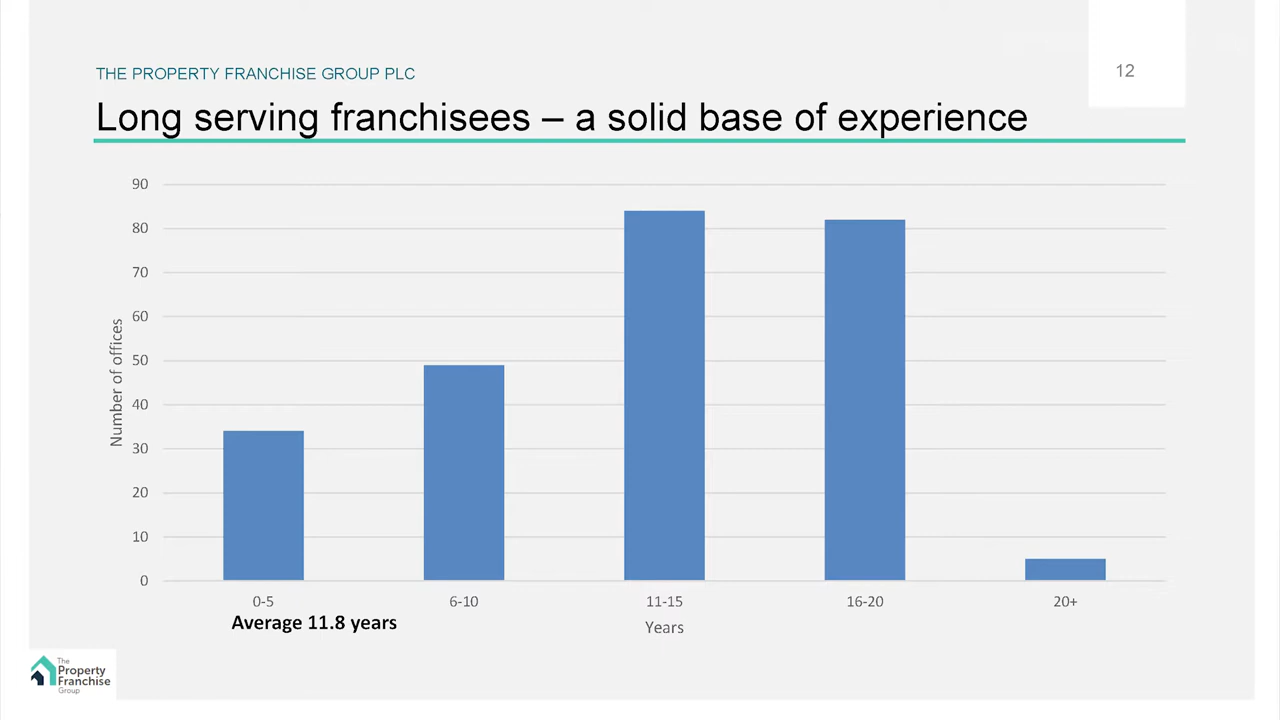 THE PROPERTY FRANCHISE GROUP PLC
12
Long serving franchisees – a solid base of experience
90
80
70
60
50
40
30
20
10
0
Number of offices
0-5
6-10
11-15
16-20
20+
Average 11.8 years
Years
The
Property
Franchise
Group